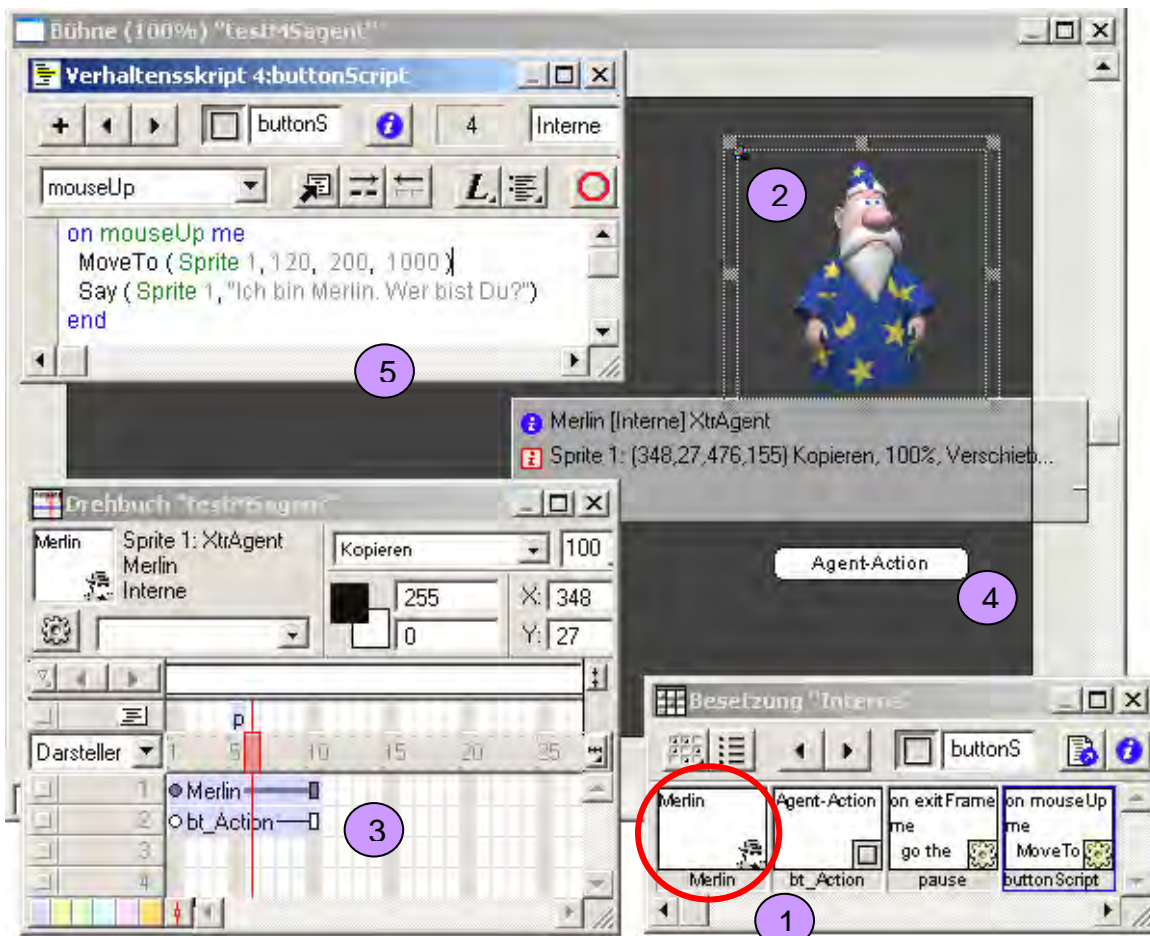 Bühne (100%) "testMSagent"
Verhaltensskript 4:buttonScript
buttonS
4
Interne
mouseUp
L
on mouseUp me
MoveTo ( Sprite 1, 120, 200, 1000 )
Say ( Sprite 1,"Ich bin Merlin. Wer bist Du?")
end
5
2
Merlin [Interne] XtrAgent
Sprite 1: (348,27,476,155) Kopieren, 100%, Verschieb...
Agent-Action
4
Drehbuch "testMSagent"
Merlin
Sprite 1: XtrAgent
Merlin
Interne
Kopieren
100
255
0
X: 348
Y: 27
p
Darsteller
1 5 10 15 20 25
1 Merlin
2 bt_Action
3
4
3
Besetzung "Interne"
buttonS
Merlin
Merlin
Agent-Action
bt_Action
on exitFrame
me
go the
pause
on mouseUp
me
MoveTo
buttonScript
1